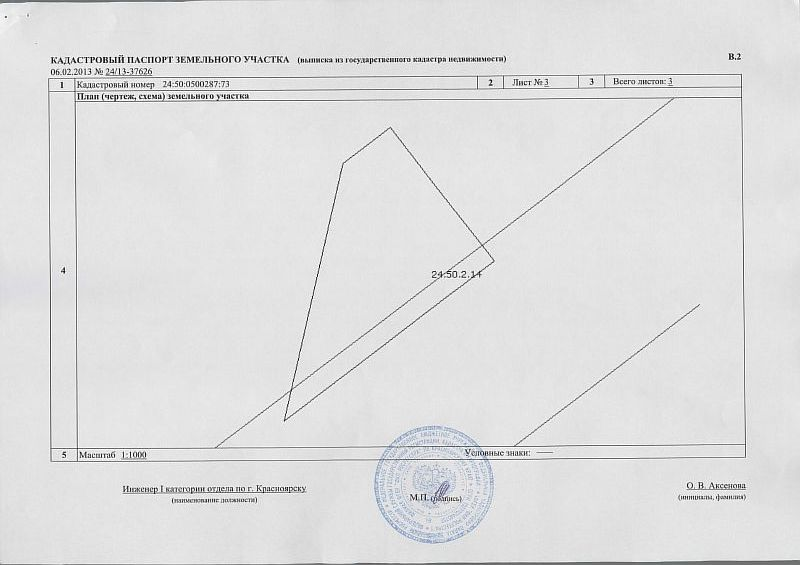 КАДАСТРОВЫЙ ПАСПОРТ ЗЕМЕЛЬНОГО УЧАСТКА (выписка из государственного кадастра недвижимости) В.2
06.02.2013 № 24/13-37626
1 Кадастровый номер 24:50:0500287:73 2 Лист № 3 3 Всего листов: 3
План (чертеж, схема) земельного участка
4
24.50.2.14
5 Масштаб 1:1000 Условные знаки:
Инженер I категории отдела по г. Красноярску О. В. Аксенова
М.П. (подпись)
(наименование должности) (инициалы, фамилия)